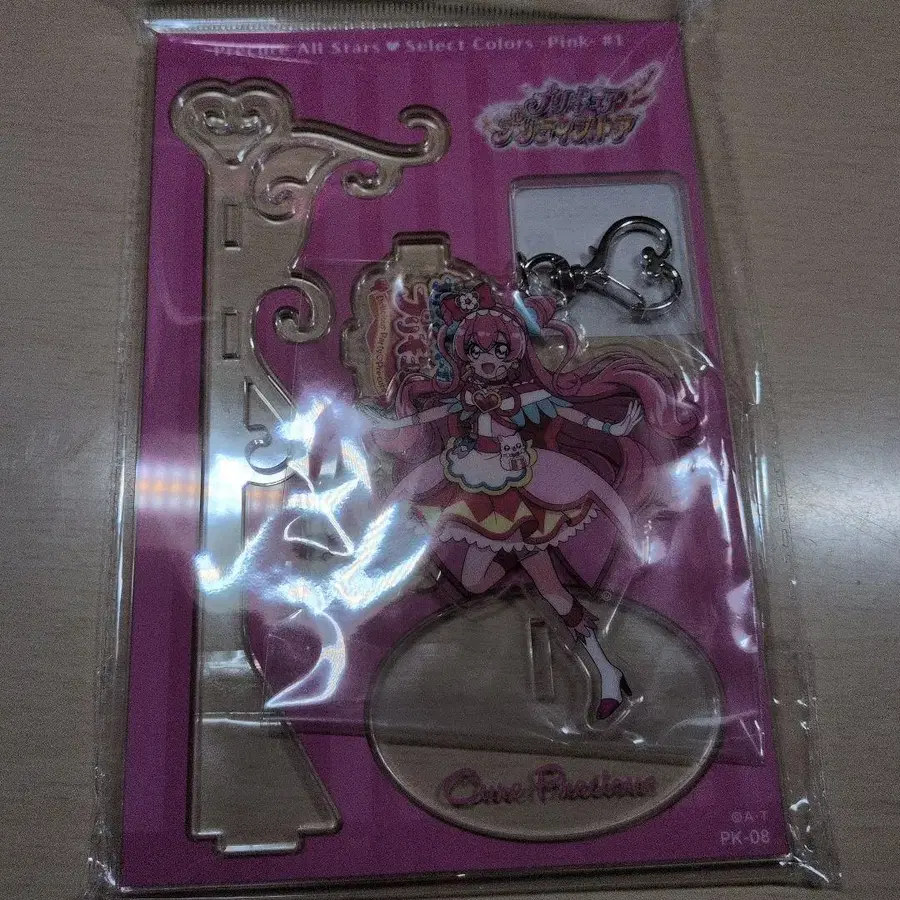 Precure All Stars ♥ Select Colors -Pink- #1
プリキュア
プリティストア
Cure Precious
©A・T
PK-08